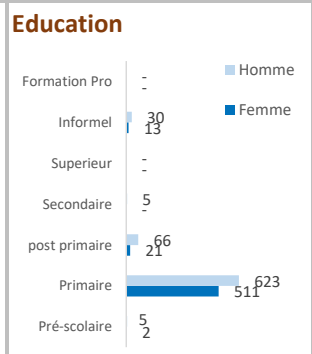 Education
Homme
Femme
Formation Pro - -
Informel 30 13
Superieur - -
Secondaire 5 -
post primaire 66 21
Primaire 623 511
Pré-scolaire 5 2